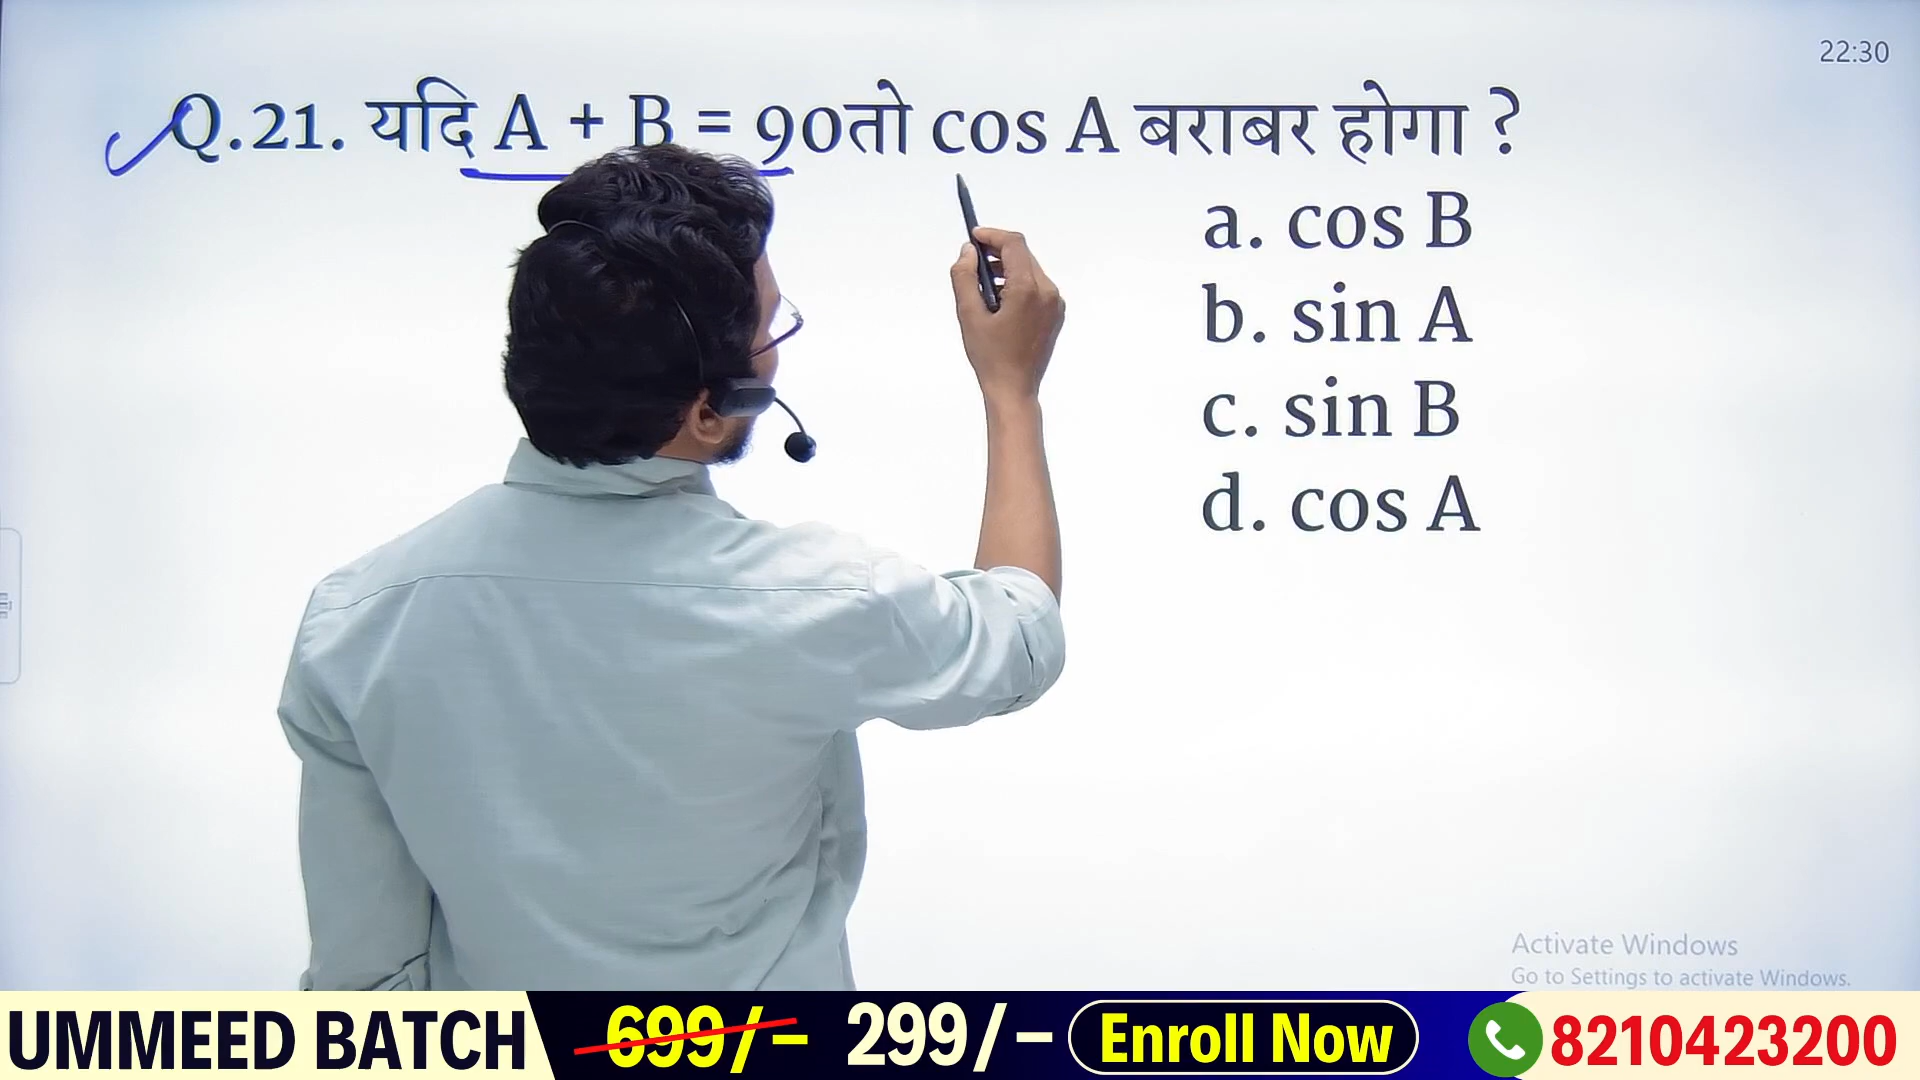 22:30
Q.21. यदि A + B = 90तो cos A बराबर होगा ?
a. cos B
b. sin A
c. sin B
d. cos A
Activate Windows
Go to Settings to activate Windows.
UMMEED BATCH 699/- 299/- Enroll Now 8210423200